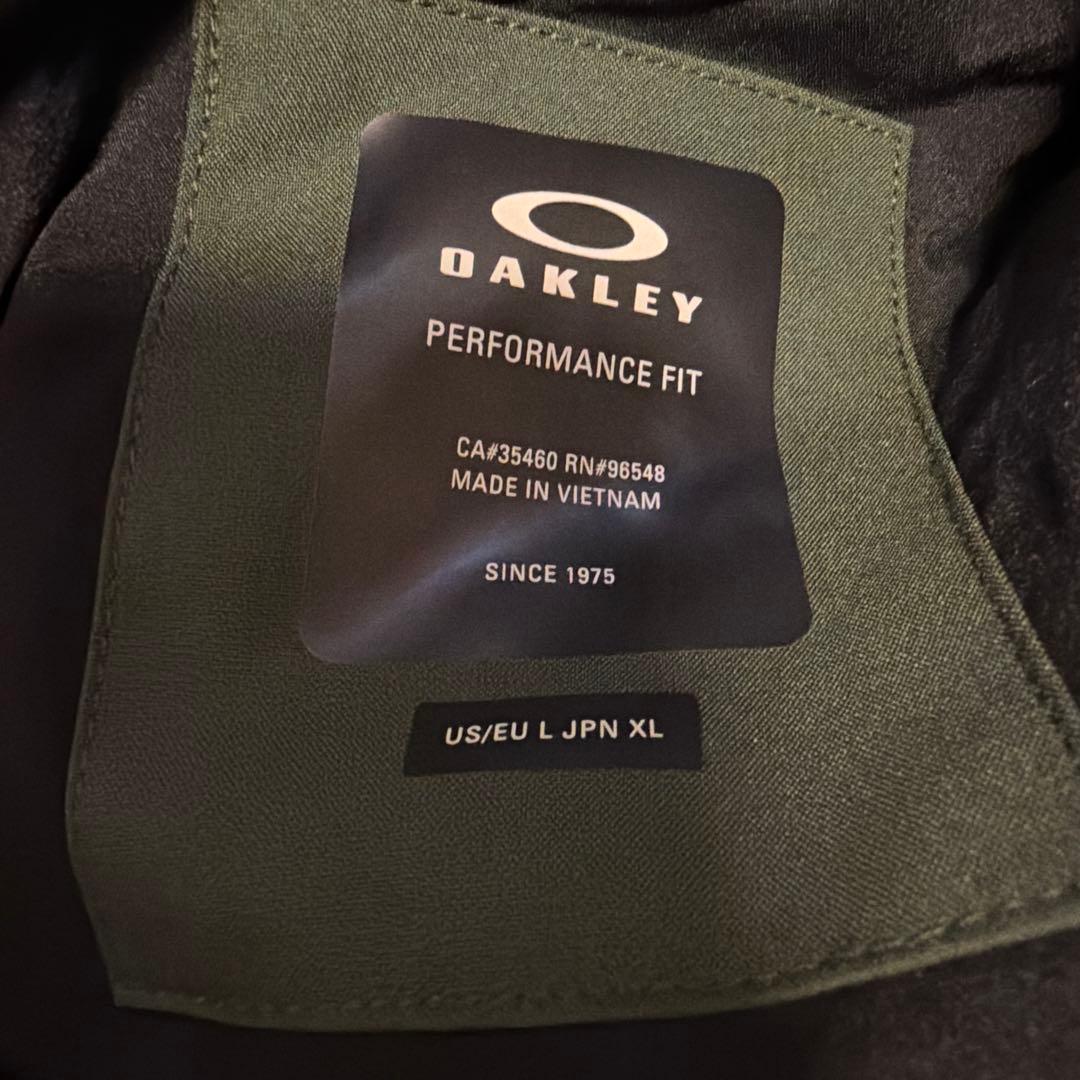 OAKLEY
PERFORMANCE FIT
CA#35460 RN#96548
MADE IN VIETNAM
SINCE 1975
US/EU L JPN XL